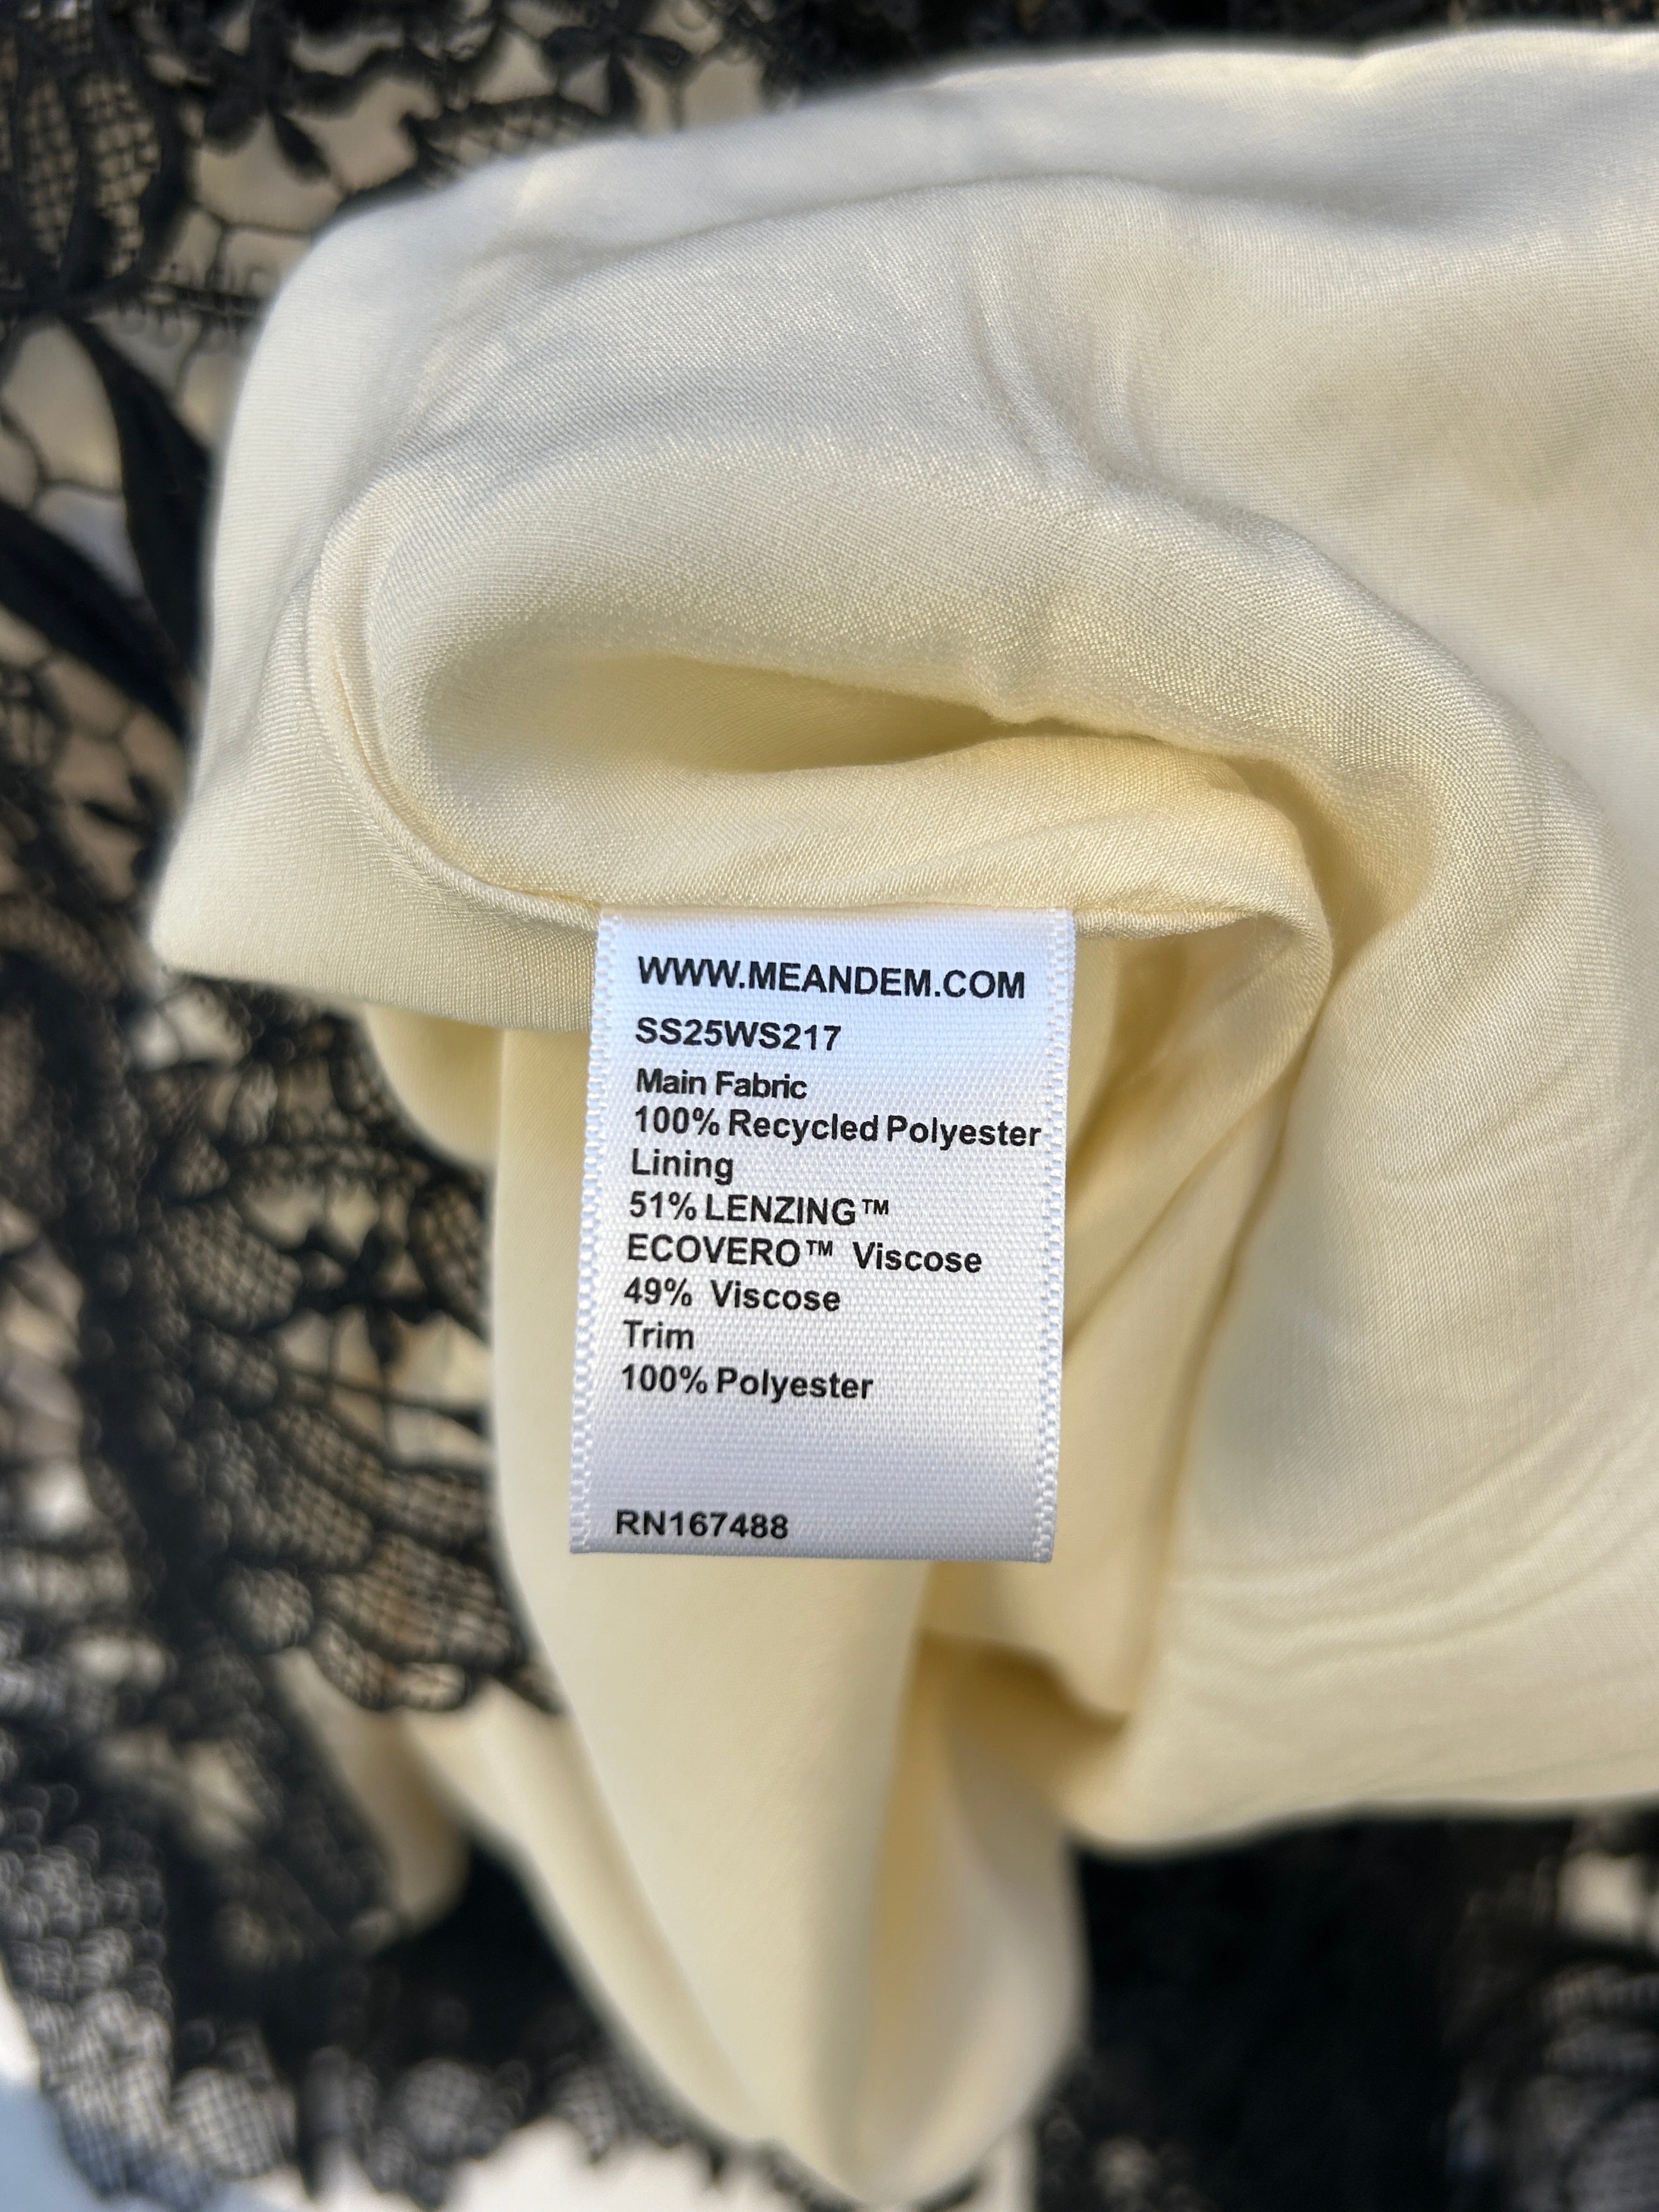 WWW.MEANDEM.COM
SS25WS217
Main Fabric
100% Recycled Polyester
Lining
51% LENZING™
ECOVERO™ Viscose
49% Viscose
Trim
100% Polyester
RN167488